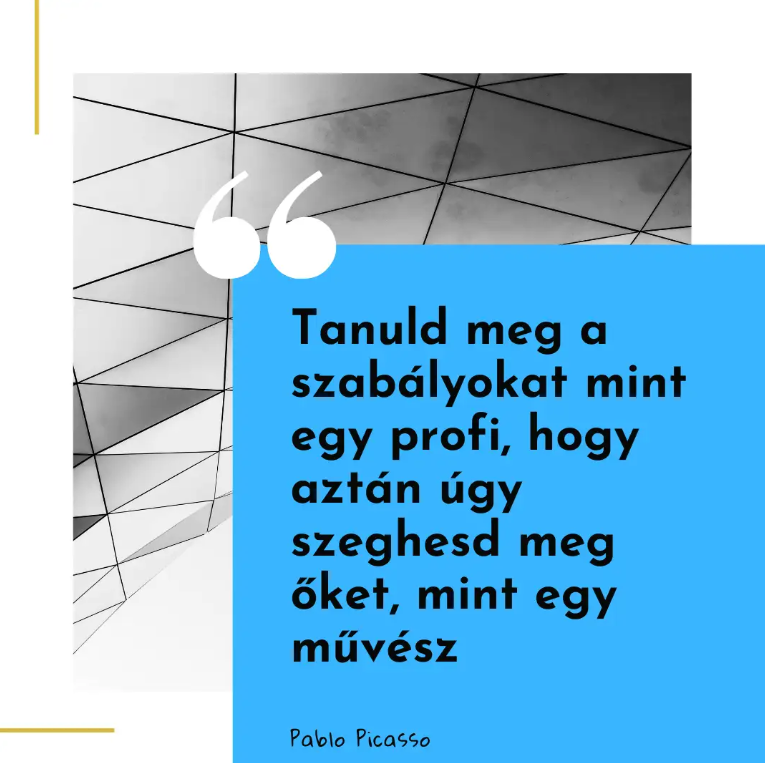 Tanuld meg a
szabályokat mint
egy profi, hogy
aztán úgy
szeghesd meg
őket, mint egy
művész
Pablo Picasso